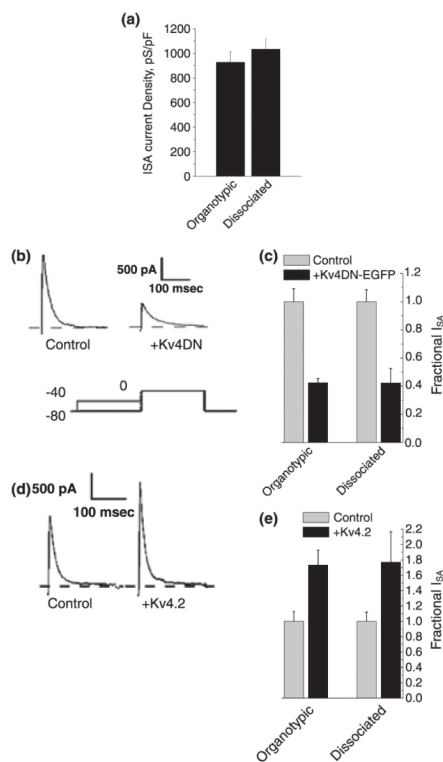 (a)
ISA current Density, pS/pF
1200
1000
800
600
400
200
0
Organotypic
Dissociated
(b)
500 pA
100 msec
Control
+Kv4DN
0
-40
-80
(c)
Control
+Kv4DN-EGFP
1.2
1.0
0.8
0.6
0.4
0.2
0.0
Fractional ISA
Organotypic
Dissociated
(d)
500 pA
100 msec
Control
+Kv4.2
(e)
Control
+Kv4.2
2.2
2.0
1.8
1.6
1.4
1.2
1.0
0.8
0.6
0.4
0.2
0.0
Fractional ISA
Organotypic
Dissociated